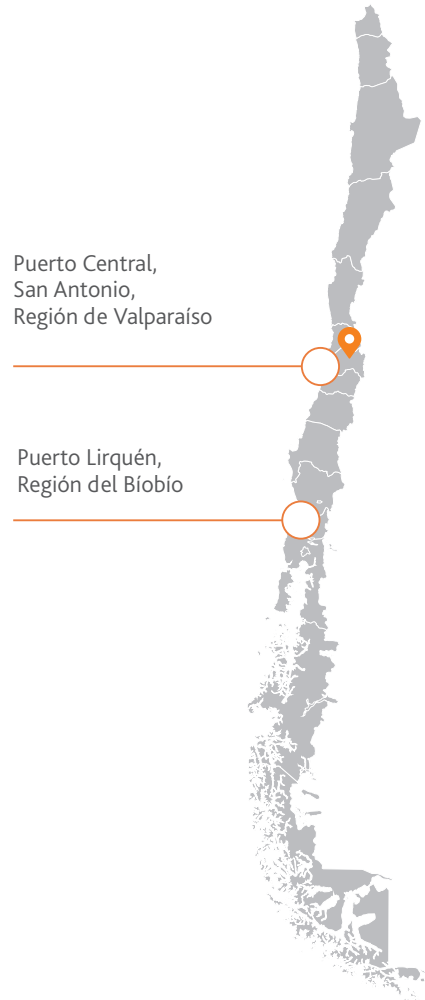 Puerto Central,
San Antonio,
Región de Valparaíso
Puerto Lirquén,
Región del Bíobío